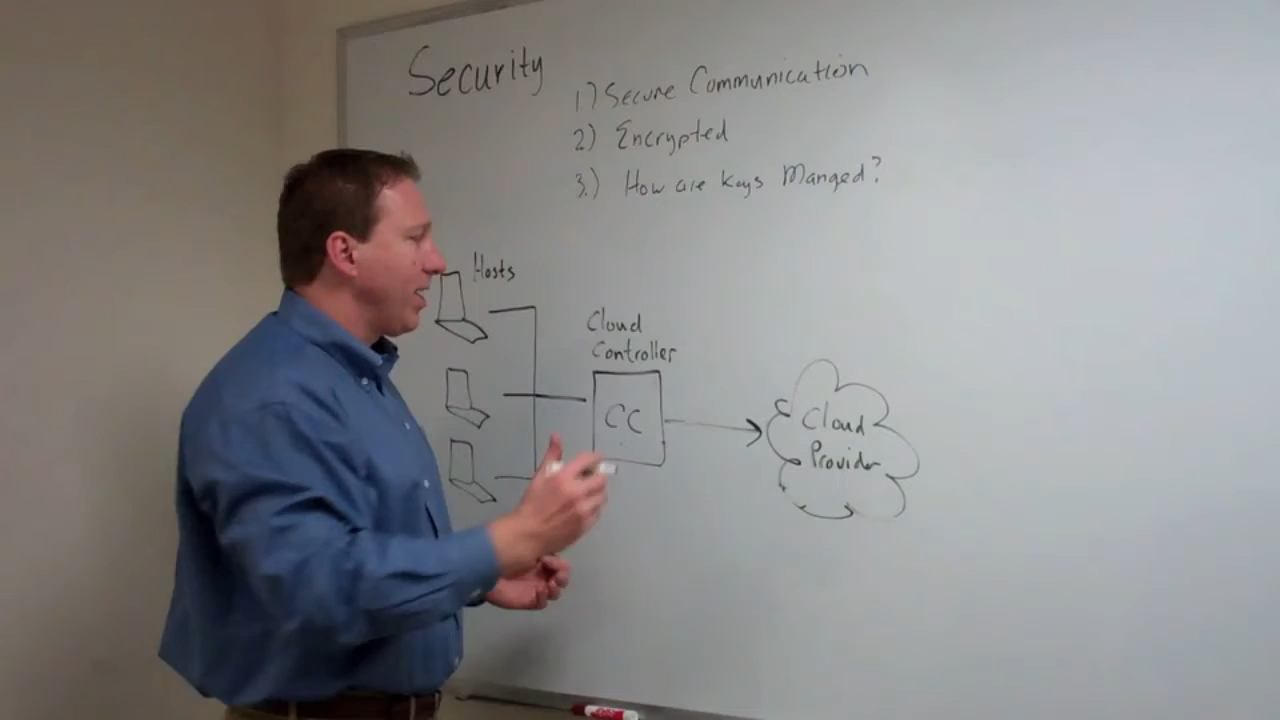 Security
1) Secure Communication
2) Encrypted
3.) How are Keys Manged?
Hosts
Cloud
Controller
CC
Cloud
Provider